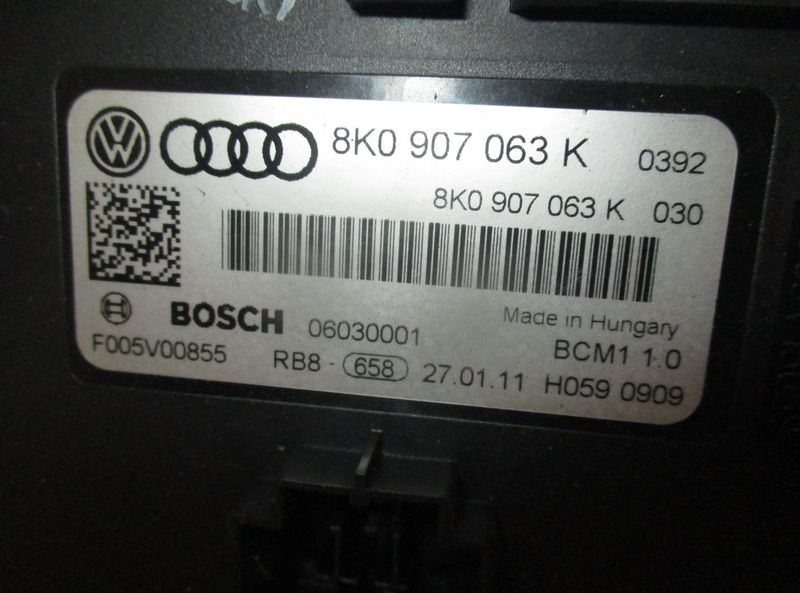 8K0 907 063 K 0392
8K0 907 063 K 030
BOSCH 06030001 Made in Hungary
F005V00855 RB8 - 658 27.01.11 BCM1 1.0
H059 0909